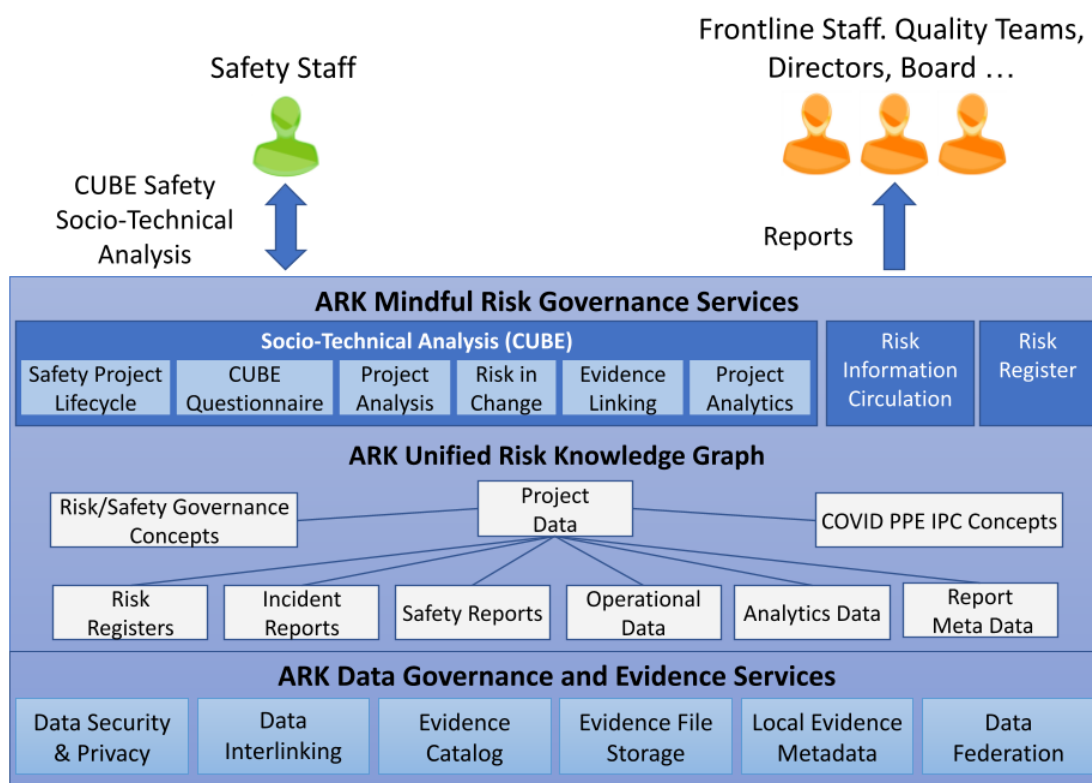 Safety Staff
Frontline Staff. Quality Teams,
Directors, Board ...
CUBE Safety
Socio-Technical
Analysis
Reports
ARK Mindful Risk Governance Services
Socio-Technical Analysis (CUBE)
Safety Project
Lifecycle
CUBE
Questionnaire
Project
Analysis
Risk in
Change
Evidence
Linking
Project
Analytics
Risk
Information
Circulation
Risk
Register
ARK Unified Risk Knowledge Graph
Risk/Safety Governance
Concepts
Project
Data
COVID PPE IPC Concepts
Risk
Registers
Incident
Reports
Safety Reports
Operational
Data
Analytics Data
Report
Meta Data
ARK Data Governance and Evidence Services
Data Security
& Privacy
Data
Interlinking
Evidence
Catalog
Evidence File
Storage
Local Evidence
Metadata
Data
Federation